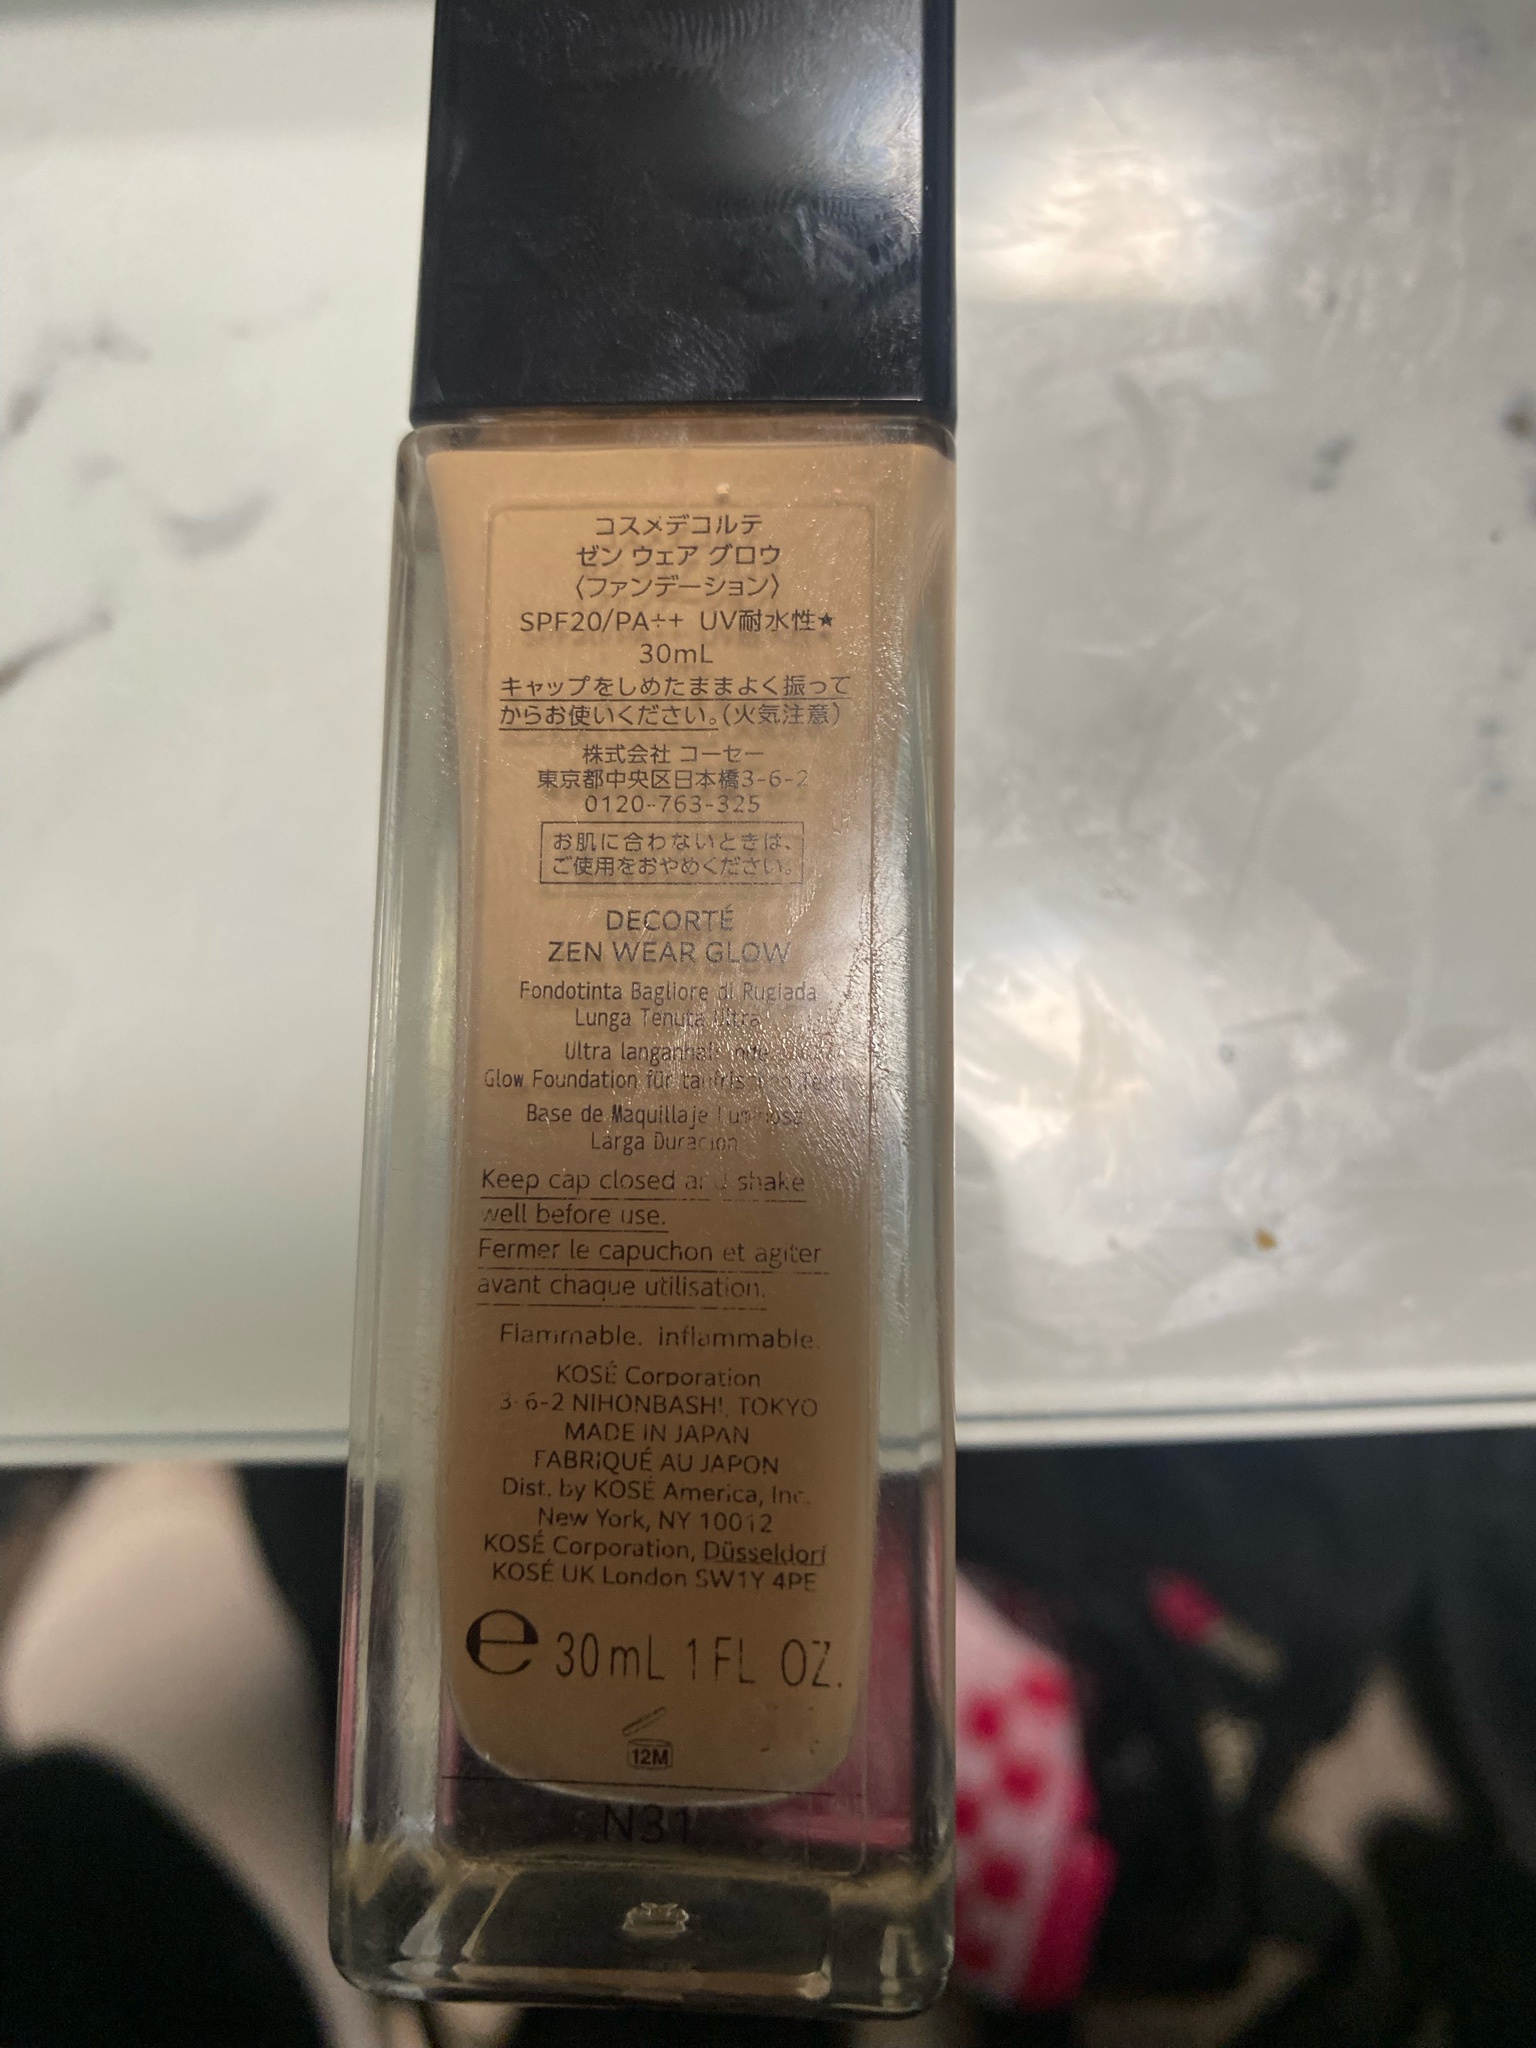 コスメデコルテ
ゼン ウェア グロウ
〈ファンデーション〉
SPF20/PA++ UV耐水性★
30mL
キャップをしめたままよく振って
からお使いください。(火気注意)
株式会社 コーセー
東京都中央区日本橋3-6-2
0120-763-325
お肌に合わないときは、
ご使用をおやめください。
DECORTÉ
ZEN WEAR GLOW
Fondotinta Bagliore di Rugiada
Lunga Tenuta Ultra
Ultra
Glow Foundation für
Base de Maquillaje Luminosa
Larga Duración
Keep cap closed and shake
well before use.
Fermer le capuchon et agiter
avant chaque utilisation.
Flammable. Inflammable.
KOSÉ Corporation
3-6-2 NIHONBASHI, TOKYO
MADE IN JAPAN
FABRIQUÉ AU JAPON
Dist. by KOSÉ America, Inc.
New York, NY 10012
KOSÉ Corporation, Düsseldorf
KOSÉ UK London SW1Y 4PE
e 30mL 1 FL OZ.
12M
N31